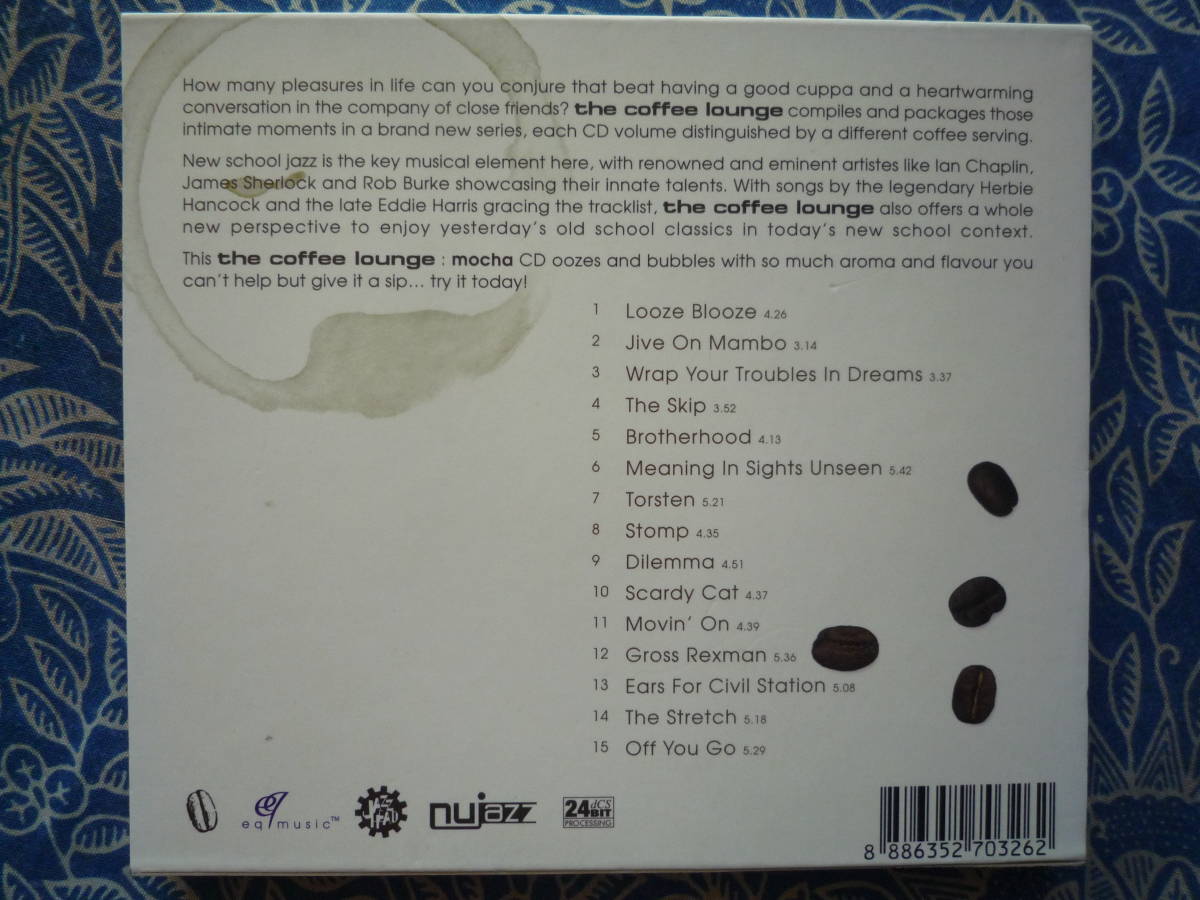 How many pleasures in life can you conjure that beat having a good cuppa and a heartwarming
conversation in the company of close friends? the coffee lounge compiles and packages those
intimate moments in a brand new series, each CD volume distinguished by a different coffee serving.
New school jazz is the key musical element here, with renowned and eminent artistes like Ian Chaplin,
James Sherlock and Rob Burke showcasing their innate talents. With songs by the legendary Herbie
Hancock and the late Eddie Harris gracing the tracklist, the coffee lounge also offers a whole
new perspective to enjoy yesterday's old school classics in today's new school context.
This the coffee lounge : mocha CD oozes and bubbles with so much aroma and flavour you
can't help but give it a sip... try it today!
1 Looze Blooze 4.26
2 Jive On Mambo 3.14
3 Wrap Your Troubles In Dreams 3.37
4 The Skip 3.52
5 Brotherhood 4.13
6 Meaning In Sights Unseen 5.42
7 Torsten 5.21
8 Stomp 4.35
9 Dilemma 4.51
10 Scardy Cat 4.37
11 Movin' On 4.39
12 Gross Rexman 5.36
13 Ears For Civil Station 5.08
14 The Stretch 5.18
15 Off You Go 5.29
eq music™
JAZZ HEAD
nujazz
24 BIT dCS
PROCESSING
8 886352 703262